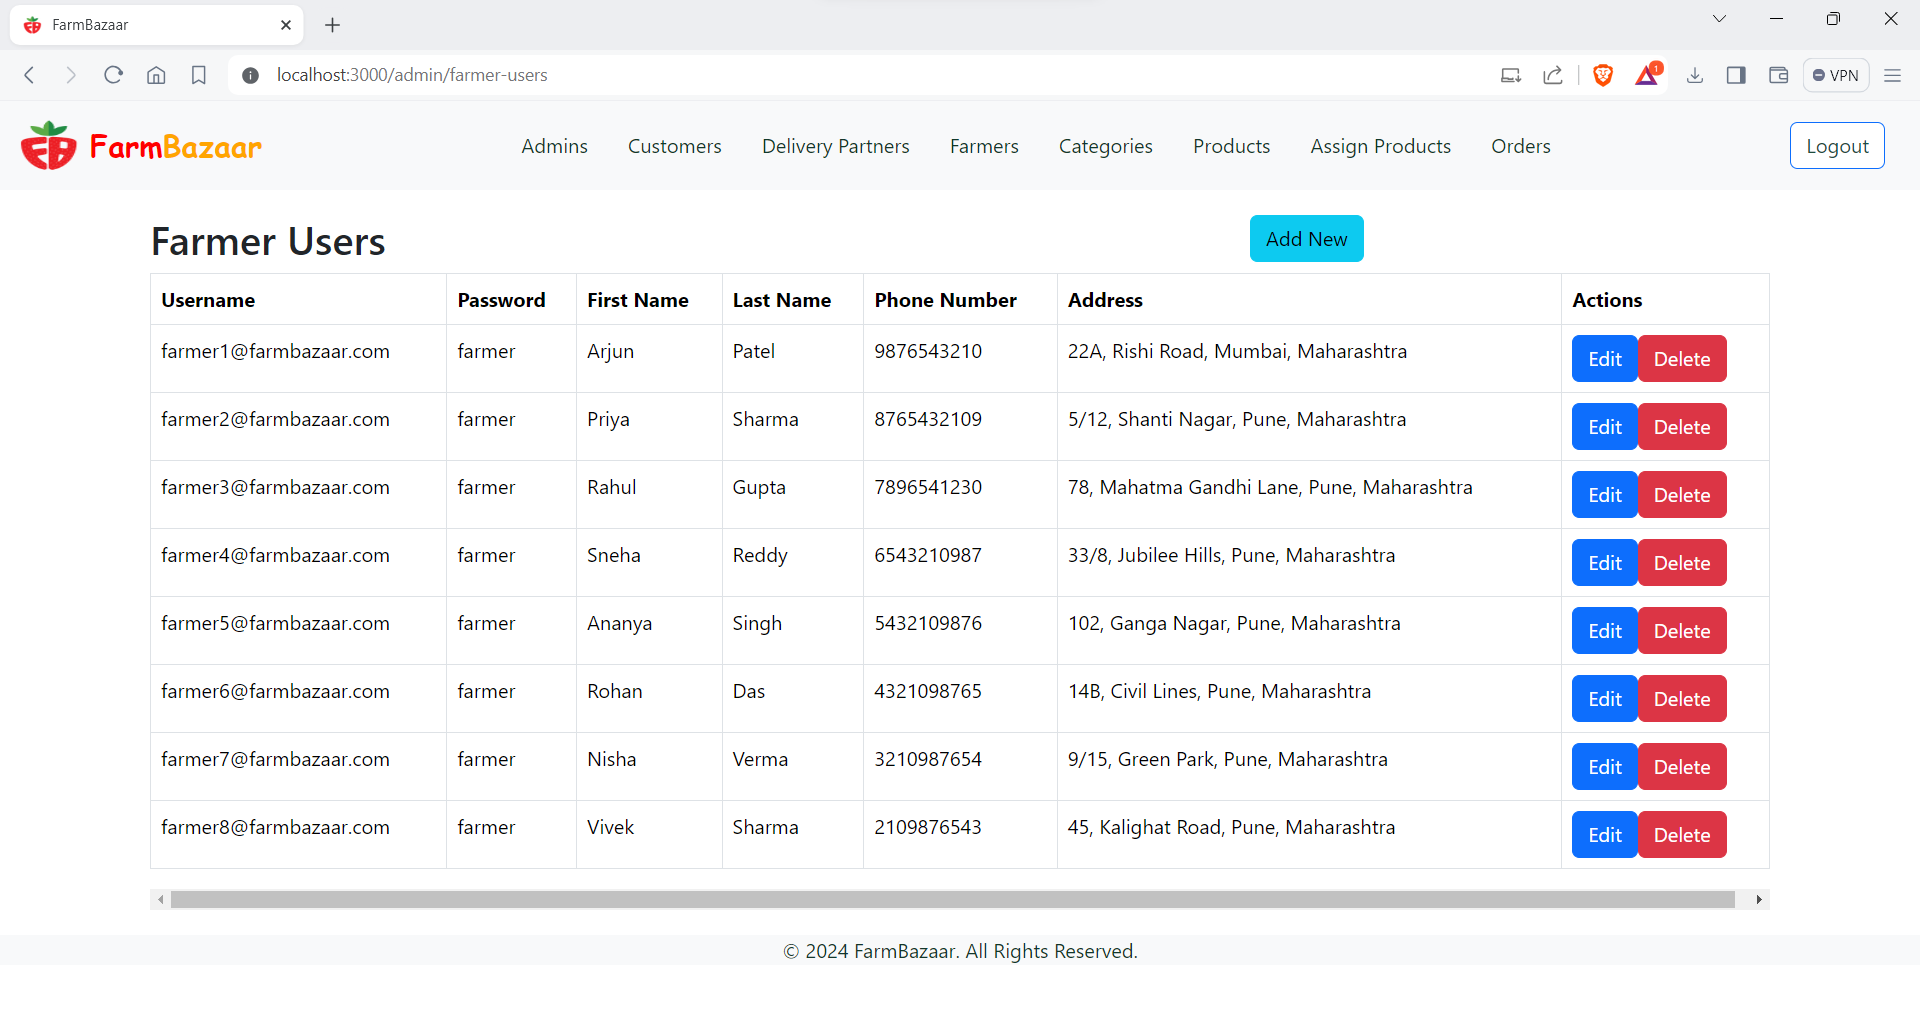 FarmBazaar
localhost:3000/admin/farmer-users
1
VPN
FB FarmBazaar
Admins Customers Delivery Partners Farmers Categories Products Assign Products Orders Logout
Farmer Users Add New
Username Password First Name Last Name Phone Number Address Actions
farmer1@farmbazaar.com farmer Arjun Patel 9876543210 22A, Rishi Road, Mumbai, Maharashtra Edit Delete
farmer2@farmbazaar.com farmer Priya Sharma 8765432109 5/12, Shanti Nagar, Pune, Maharashtra Edit Delete
farmer3@farmbazaar.com farmer Rahul Gupta 7896541230 78, Mahatma Gandhi Lane, Pune, Maharashtra Edit Delete
farmer4@farmbazaar.com farmer Sneha Reddy 6543210987 33/8, Jubilee Hills, Pune, Maharashtra Edit Delete
farmer5@farmbazaar.com farmer Ananya Singh 5432109876 102, Ganga Nagar, Pune, Maharashtra Edit Delete
farmer6@farmbazaar.com farmer Rohan Das 4321098765 14B, Civil Lines, Pune, Maharashtra Edit Delete
farmer7@farmbazaar.com farmer Nisha Verma 3210987654 9/15, Green Park, Pune, Maharashtra Edit Delete
farmer8@farmbazaar.com farmer Vivek Sharma 2109876543 45, Kalighat Road, Pune, Maharashtra Edit Delete
© 2024 FarmBazaar. All Rights Reserved.